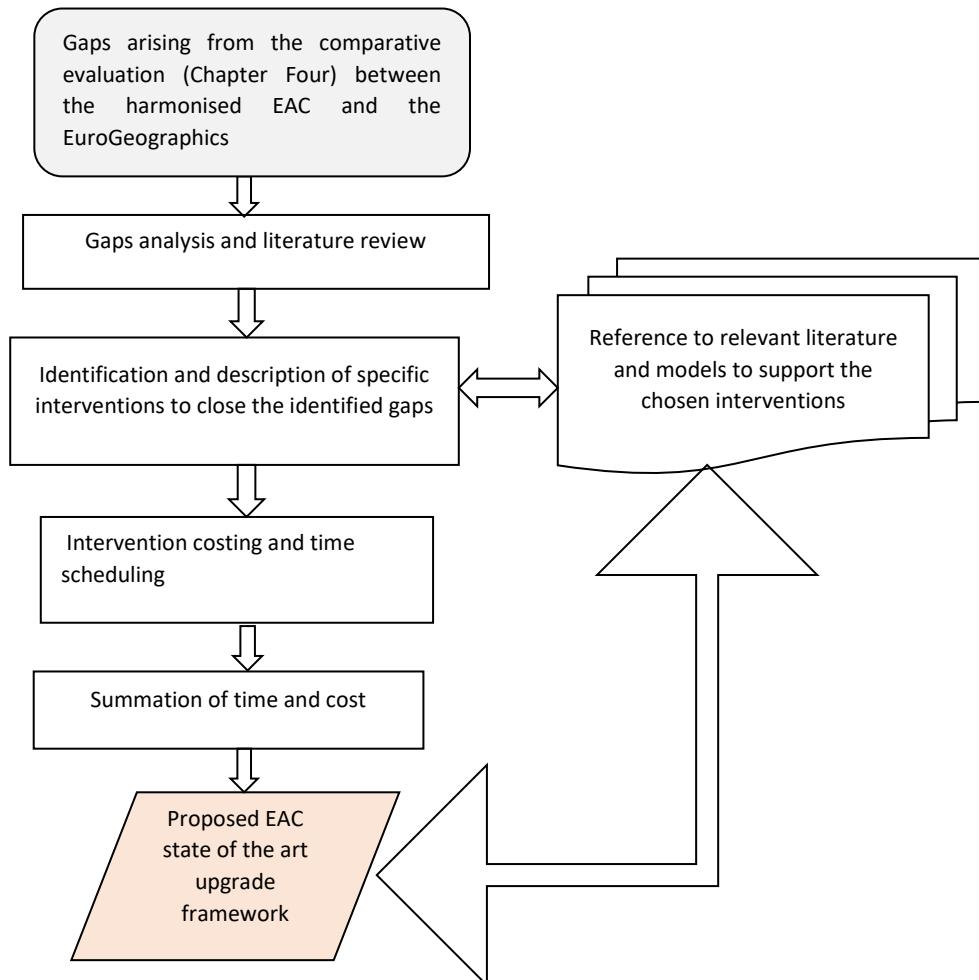 Gaps arising from the comparative
evaluation (Chapter Four) between
the harmonised EAC and the
EuroGeographics
Gaps analysis and literature review
Identification and description of specific
interventions to close the identified gaps
Reference to relevant literature
and models to support the
chosen interventions
Intervention costing and time
scheduling
Summation of time and cost
Proposed EAC
state of the art
upgrade
framework